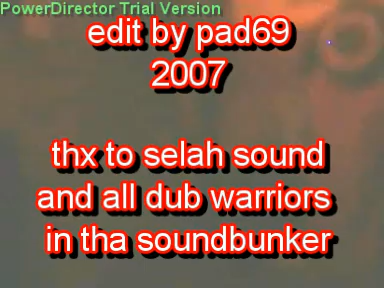 PowerDirector Trial Version
edit by pad69
2007
thx to selah sound
and all dub warriors
in tha soundbunker